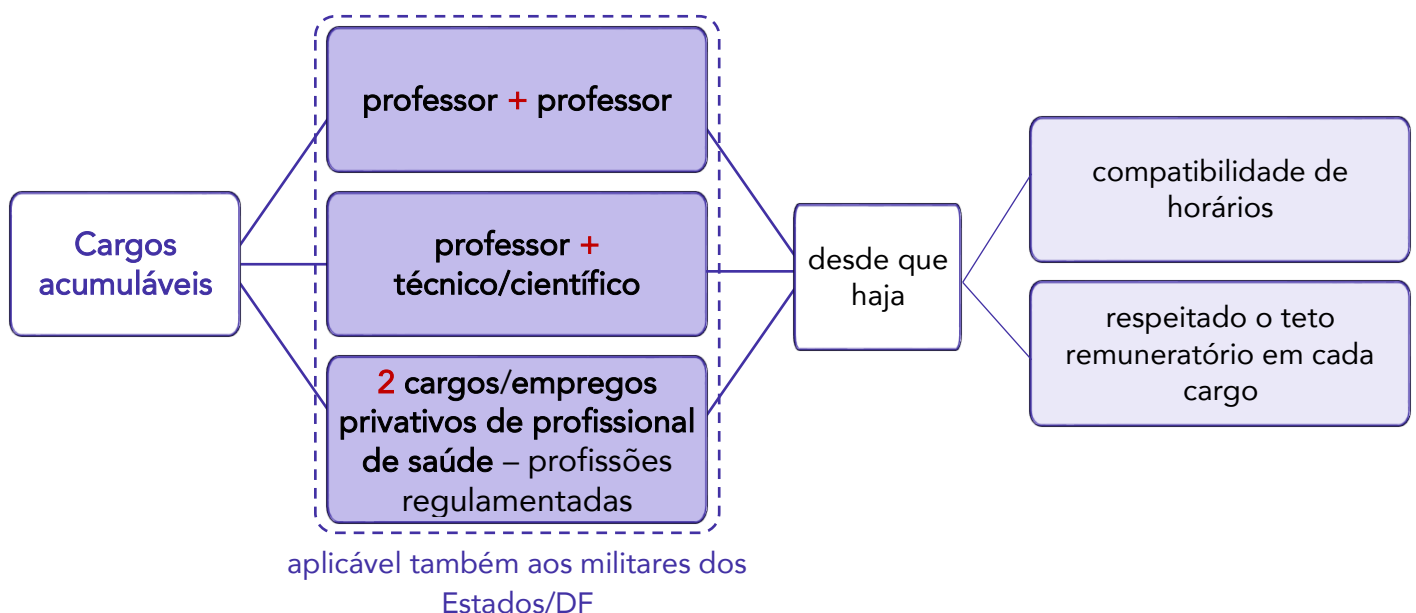 Cargos
acumuláveis
professor + professor
professor +
técnico/científico
2 cargos/empregos
privativos de profissional
de saúde – profissões
regulamentadas
aplicável também aos militares dos
Estados/DF
desde que
haja
compatibilidade de
horários
respeitado o teto
remuneratório em cada
cargo